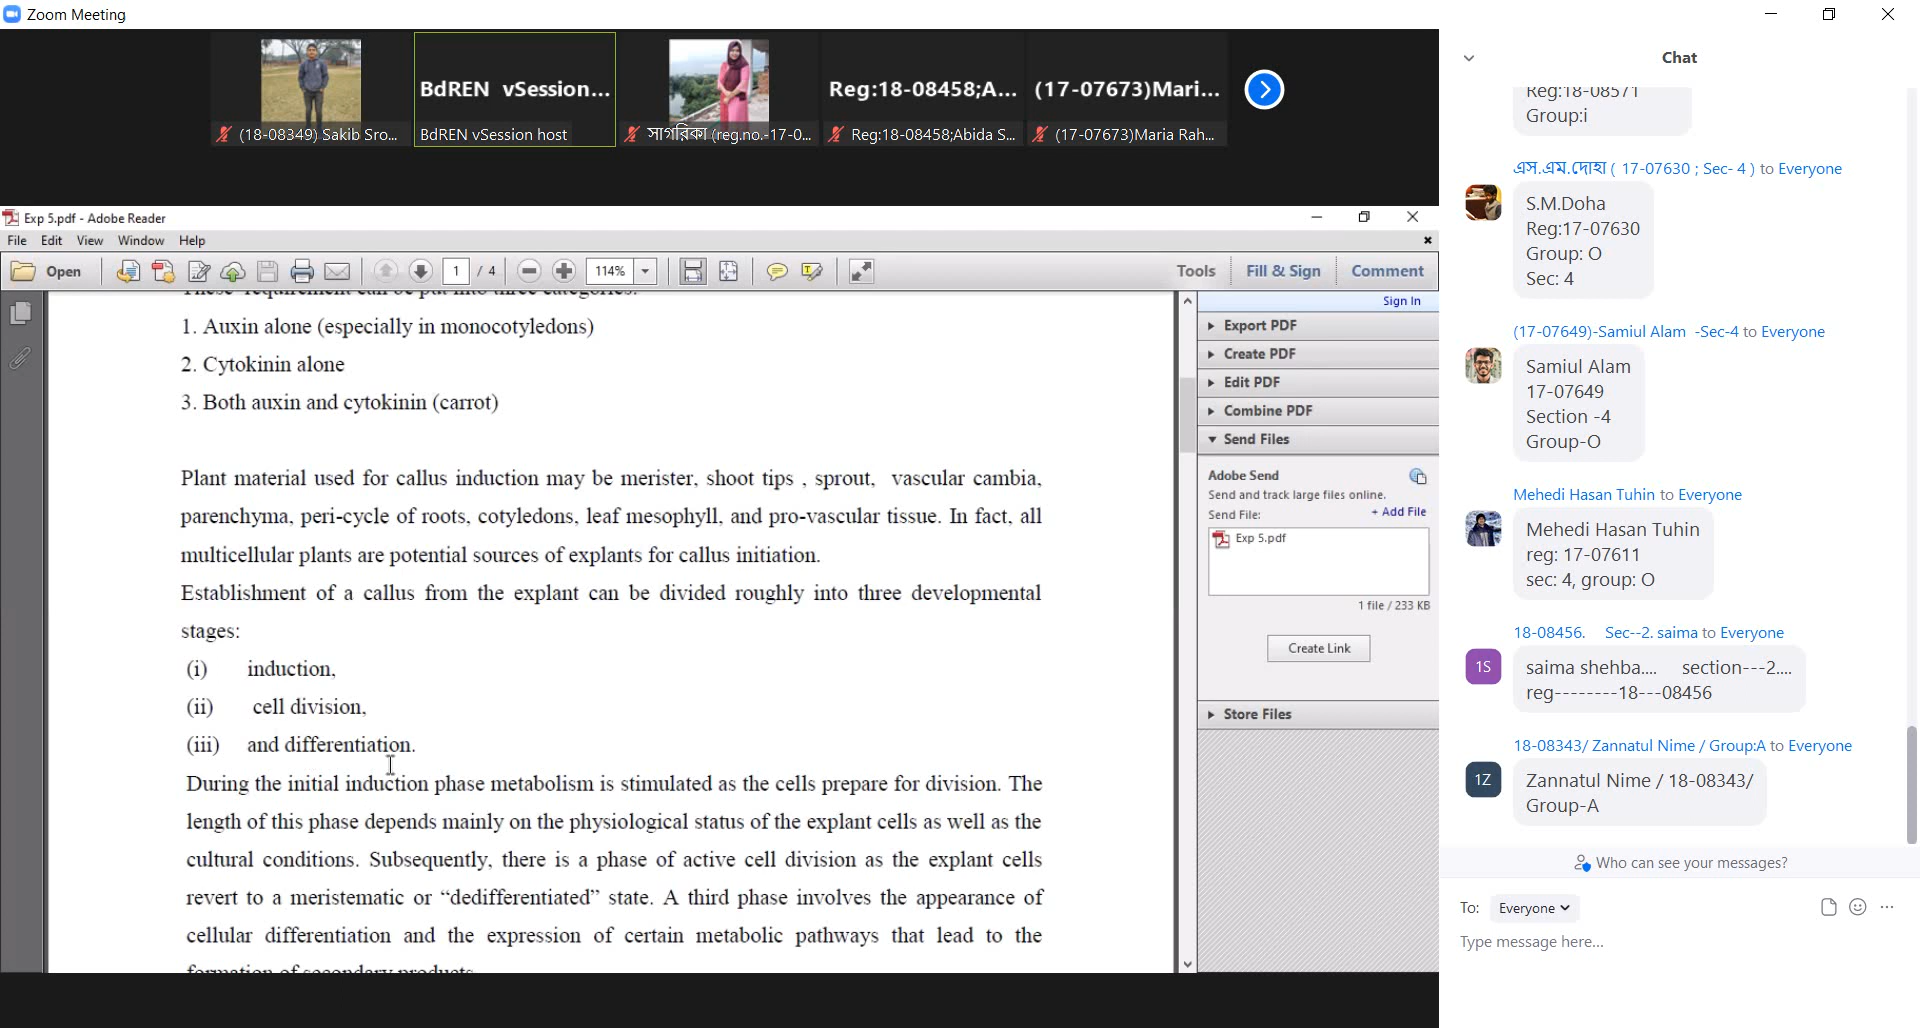 Zoom Meeting
BdREN vSession...
Reg:18-08458;A...
(17-07673)Mari...
(18-08349) Sakib Sro...
BdREN vSession host
সাগরিকা (reg.no.-17-0...
Reg:18-08458;Abida S...
(17-07673)Maria Rah...
Exp 5.pdf - Adobe Reader
File Edit View Window Help
Open
1 / 4
114%
Tools
Fill & Sign
Comment
These requirement can be put into three categories:
1. Auxin alone (especially in monocotyledons)
2. Cytokinin alone
3. Both auxin and cytokinin (carrot)
Plant material used for callus induction may be merister, shoot tips , sprout, vascular cambia,
parenchyma, peri-cycle of roots, cotyledons, leaf mesophyll, and pro-vascular tissue. In fact, all
multicellular plants are potential sources of explants for callus initiation.
Establishment of a callus from the explant can be divided roughly into three developmental
stages:
(i) induction,
(ii) cell division,
(iii) and differentiation.
During the initial induction phase metabolism is stimulated as the cells prepare for division. The
length of this phase depends mainly on the physiological status of the explant cells as well as the
cultural conditions. Subsequently, there is a phase of active cell division as the explant cells
revert to a meristematic or “dedifferentiated” state. A third phase involves the appearance of
cellular differentiation and the expression of certain metabolic pathways that lead to the
formation of secondary products.
Sign In
Export PDF
Create PDF
Edit PDF
Combine PDF
Send Files
Adobe Send
Send and track large files online.
Send File:
+ Add File
Exp 5.pdf
1 file / 233 KB
Create Link
Store Files
Chat
Reg:18-08571
Group:i
এস.এম.দোহা ( 17-07630 ; Sec- 4 ) to Everyone
S.M.Doha
Reg:17-07630
Group: O
Sec: 4
(17-07649)-Samiul Alam -Sec-4 to Everyone
Samiul Alam
17-07649
Section -4
Group-O
Mehedi Hasan Tuhin to Everyone
Mehedi Hasan Tuhin
reg: 17-07611
sec: 4, group: O
18-08456. Sec--2. saima to Everyone
1S
saima shehba.... section---2....
reg--------18---08456
18-08343/ Zannatul Nime / Group:A to Everyone
1Z
Zannatul Nime / 18-08343/
Group-A
Who can see your messages?
To: Everyone
Type message here...